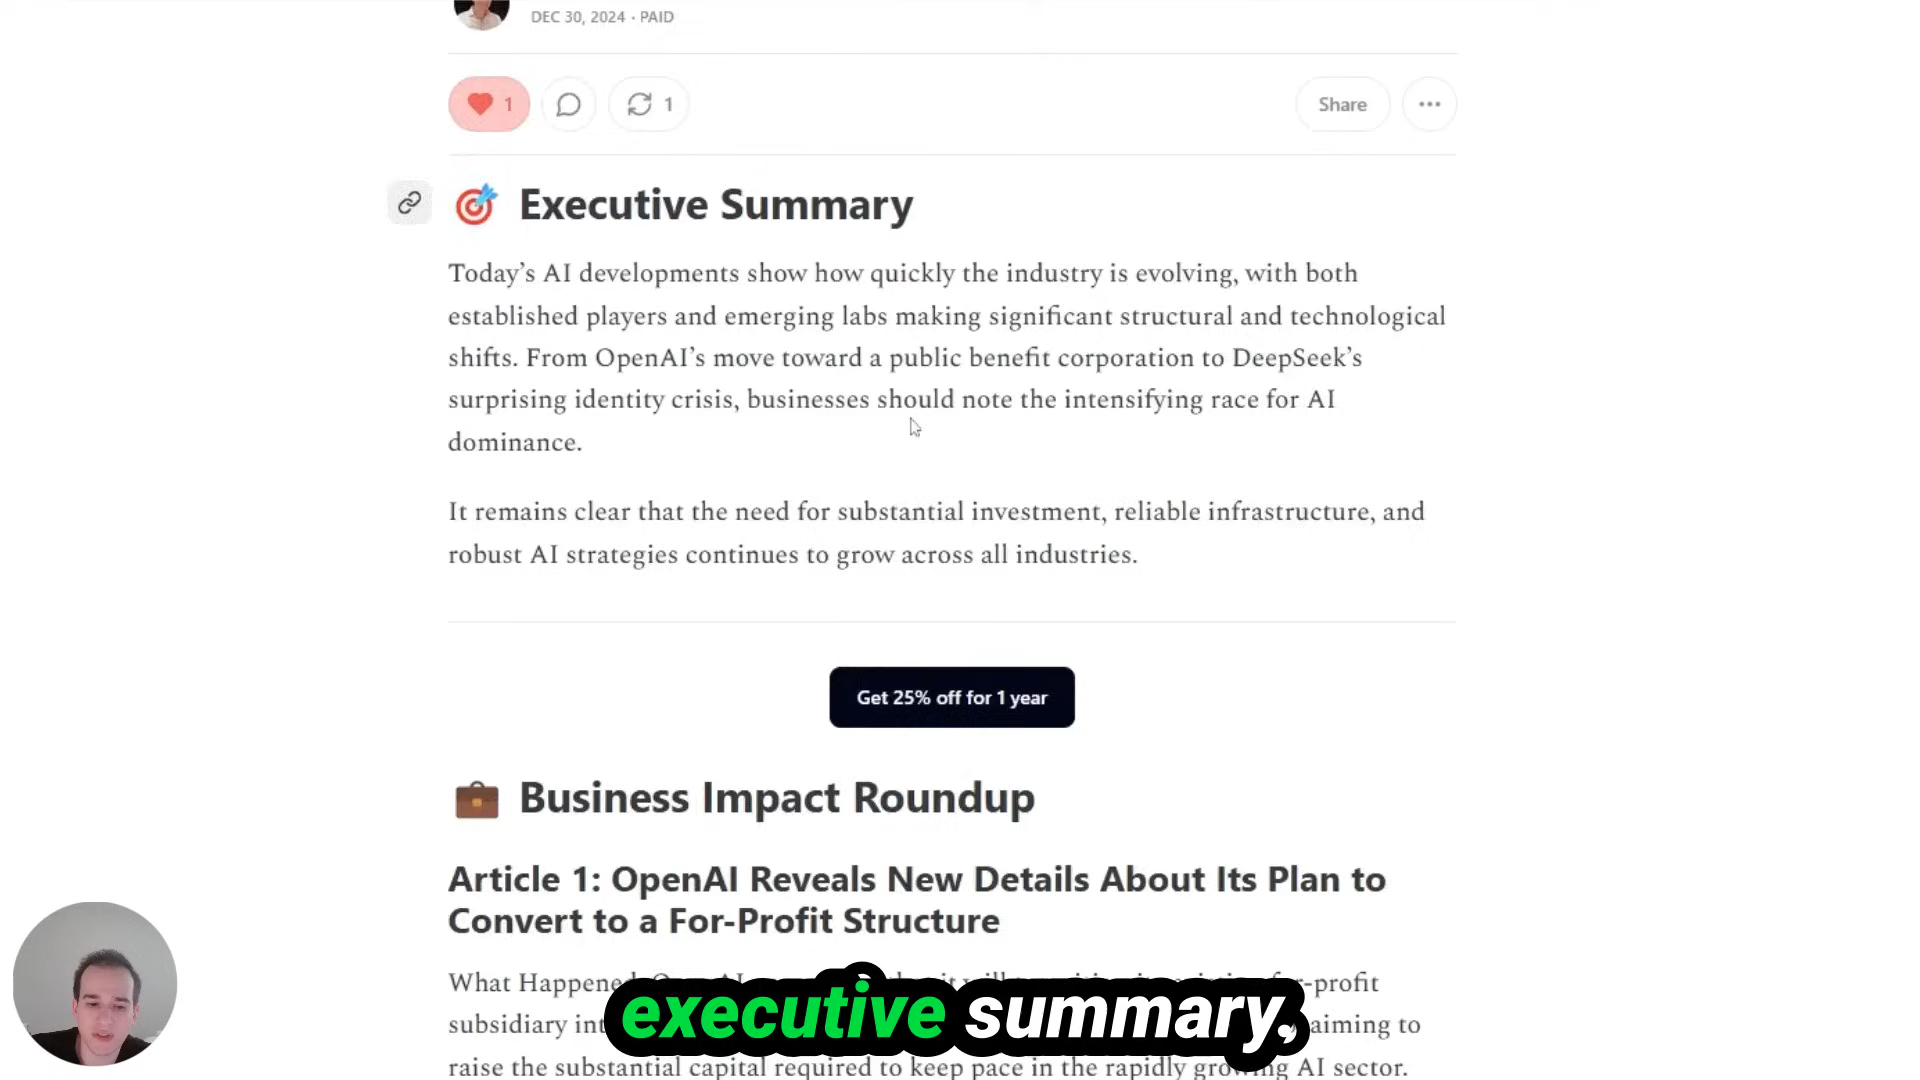 DEC 30, 2024 · PAID
1
1
Share
Executive Summary
Today’s AI developments show how quickly the industry is evolving, with both
established players and emerging labs making significant structural and technological
shifts. From OpenAI’s move toward a public benefit corporation to DeepSeek’s
surprising identity crisis, businesses should note the intensifying race for AI
dominance.
It remains clear that the need for substantial investment, reliable infrastructure, and
robust AI strategies continues to grow across all industries.
Get 25% off for 1 year
Business Impact Roundup
Article 1: OpenAI Reveals New Details About Its Plan to
Convert to a For-Profit Structure
What Happened
-profit
executive summary,
subsidiary
aiming to
raise the substantial capital required to keep pace in the rapidly growing AI sector.